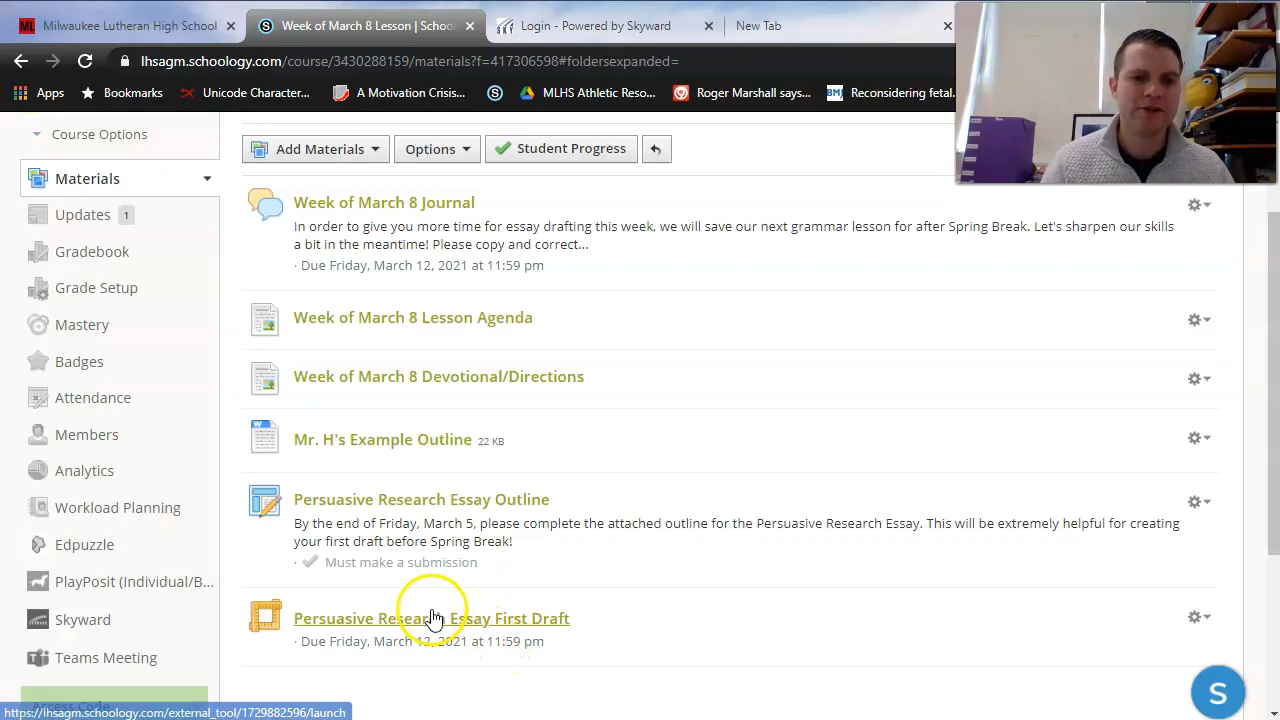 ML Milwaukee Lutheran High School
S Week of March 8 Lesson | Schoo
Login - Powered by Skyward
New Tab
lhsagm.schoology.com/course/3430288159/materials?f=417306598#foldersexpanded=
Apps
Bookmarks
Unicode Character...
A Motivation Crisis...
S
MLHS Athletic Reso...
Roger Marshall says...
BMJ Reconsidering fetal.
Course Options
Add Materials
Options
Student Progress
Materials
Updates 1
Gradebook
Grade Setup
Mastery
Badges
Attendance
Members
Analytics
Workload Planning
Edpuzzle
PlayPosit (Individual/B...
Skyward
Teams Meeting
Access Code
Week of March 8 Journal
In order to give you more time for essay drafting this week, we will save our next grammar lesson for after Spring Break. Let's sharpen our skills
a bit in the meantime! Please copy and correct...
· Due Friday, March 12, 2021 at 11:59 pm
Week of March 8 Lesson Agenda
Week of March 8 Devotional/Directions
Mr. H's Example Outline 22 KB
Persuasive Research Essay Outline
By the end of Friday, March 5, please complete the attached outline for the Persuasive Research Essay. This will be extremely helpful for creating
your first draft before Spring Break!
· Must make a submission
Persuasive Research Essay First Draft
· Due Friday, March 12, 2021 at 11:59 pm
S
https://lhsagm.schoology.com/external_tool/1729882596/launch